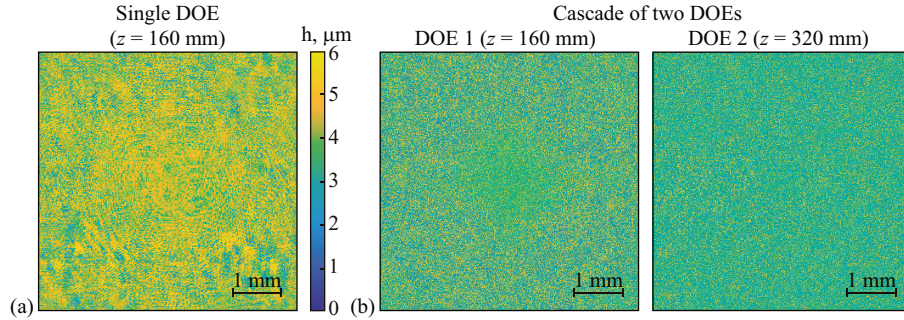 Single DOE
(z = 160 mm)
Cascade of two DOEs
DOE 1 (z = 160 mm)
DOE 2 (z = 320 mm)
h, μm
6
5
4
3
2
1
0
1 mm
1 mm
1 mm
(a)
(b)